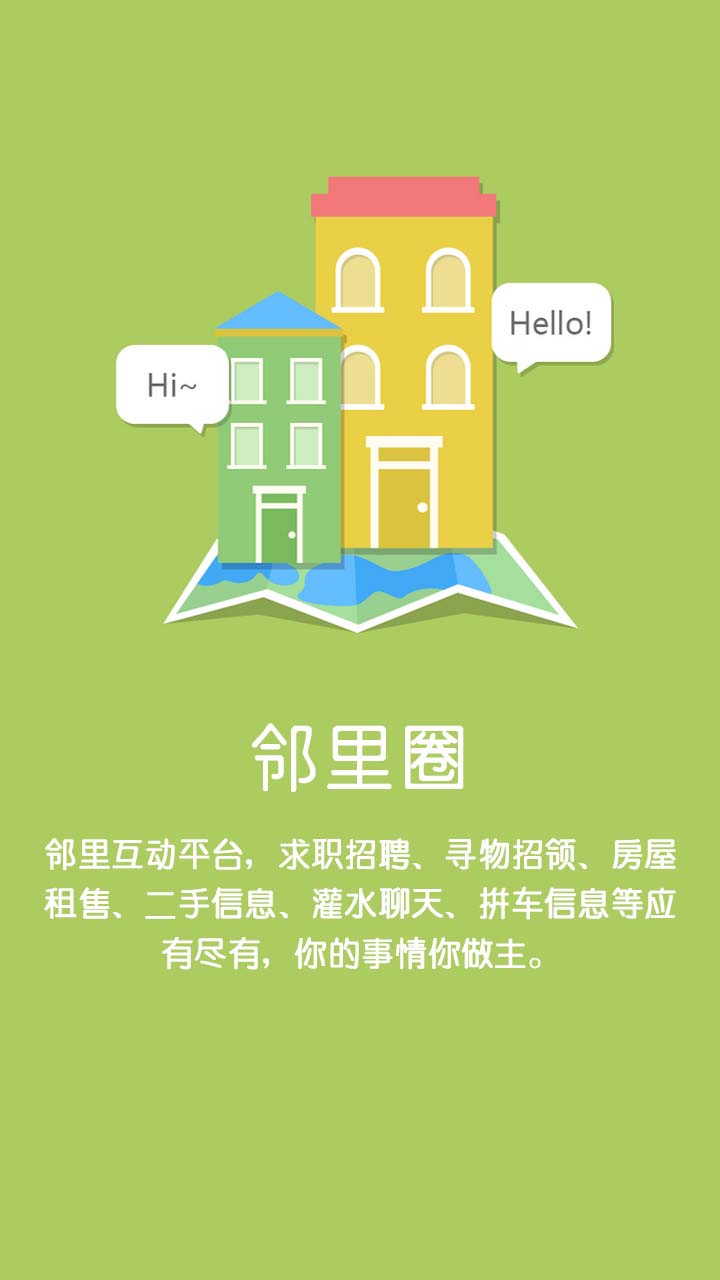 Hello!
Hi~
邻里圈
邻里互动平台，求职招聘、寻物招领、房屋
租售、二手信息、灌水聊天、拼车信息等应
有尽有，你的事情你做主。